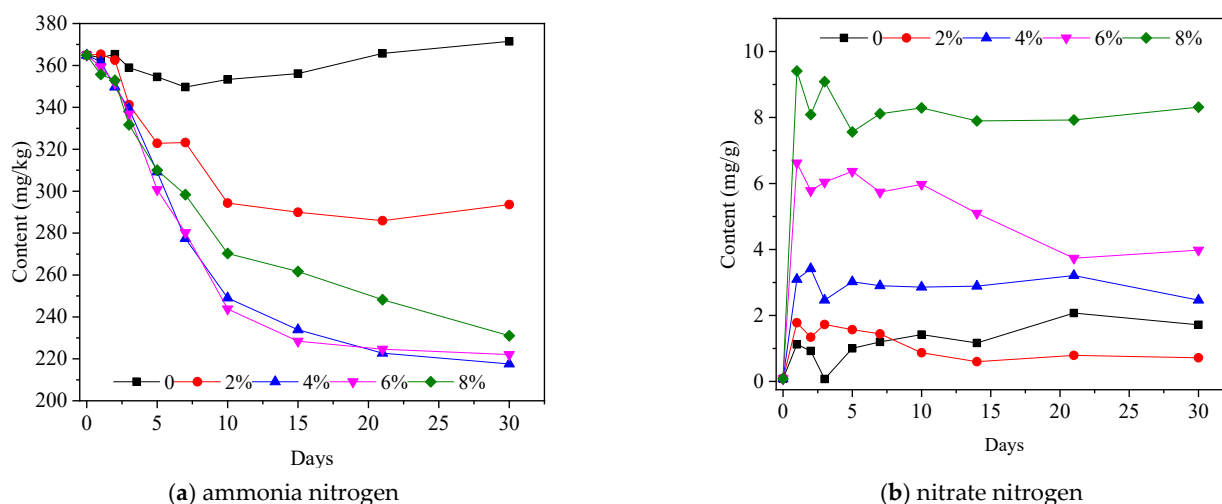 380
360
340
320
300
280
260
240
220
200
Content (mg/kg)
0 2% 4% 6% 8%
0 5 10 15 20 25 30
Days
(a) ammonia nitrogen
0 2% 4% 6% 8%
10
8
6
4
2
0
Content (mg/g)
0 5 10 15 20 25 30
Days
(b) nitrate nitrogen